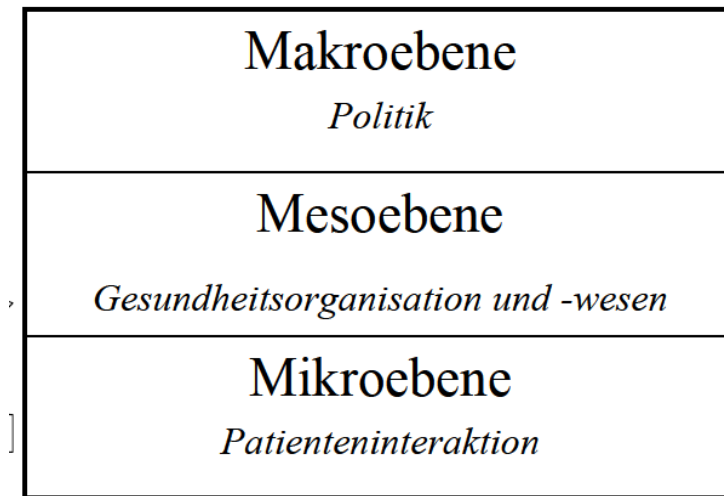 Makroebene
Politik
Mesoebene
Gesundheitsorganisation und -wesen
Mikroebene
Patienteninteraktion